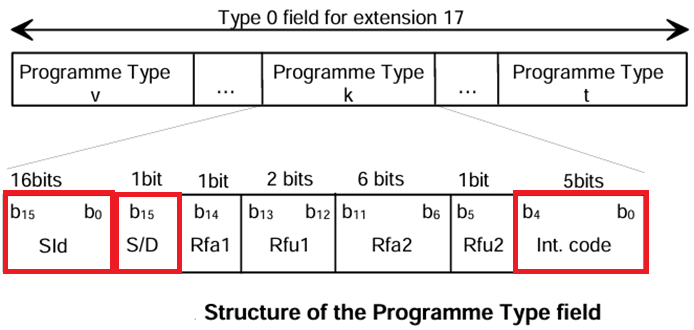 Type 0 field for extension 17
Programme Type v ... Programme Type k ... Programme Type t
16bits 1bit 1bit 2 bits 6 bits 1bit 5bits
b15 b0 b15 b14 b13 b12 b11 b6 b5 b4 b0
SId S/D Rfa1 Rfu1 Rfa2 Rfu2 Int. code
Structure of the Programme Type field